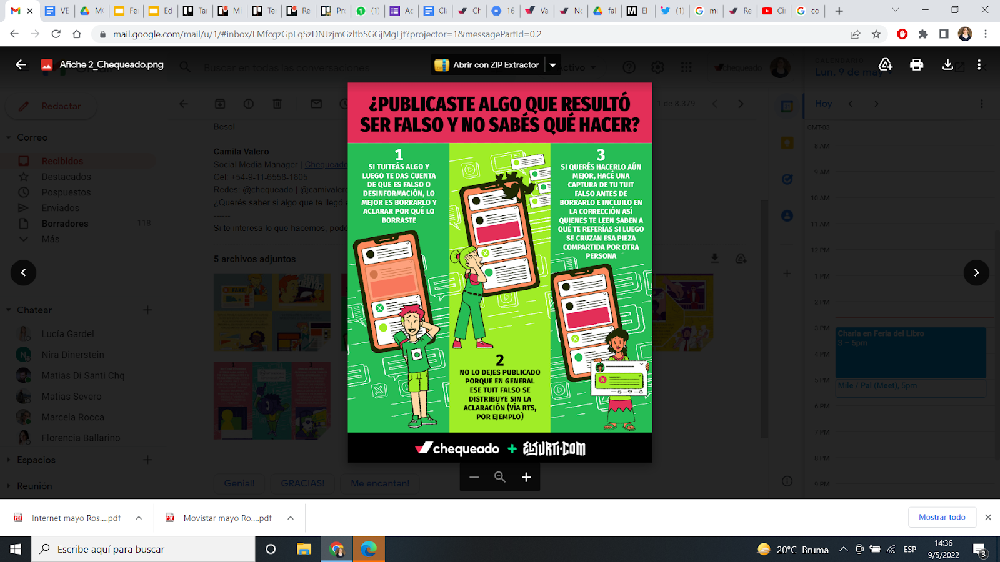 VE
M
Fe
Ed
Ta
Mi
Te
Re
Pr
(1)
Ac
Cl
Ch
16
Va
No
fal
El
(1)
m
Re
Ci
co
mail.google.com/mail/u/1/#inbox/FMfcgzGpFqSzDNJzjmGzltbSGGjMgLjt?projector=1&messagePartId=0.2
Afiche 2_Chequeado.png
Buscar en todas las conversaciones
Abrir con ZIP Extractor
Activo
chequeado
CALENDARIO
Lun, 9 de may
Redactar
1 de 8.379
Hoy
Correo
Recibidos
Destacados
Pospuestos
Enviados
Borradores 118
Más
Beso!
Camila Valero
Social Media Manager | Chequeado
Cel: +54-9-11-6558-1805
Redes: @chequeado | @camivalero
¿Querés saber si algo que te llegó
------
Si te interesa lo que hacemos, podé
5 archivos adjuntos
FAKE
¿PUBLICASTE ALGO QUE RESULTÓ
SER FALSO Y NO SABÉS QUÉ HACER?
1
SI TUITEÁS ALGO Y
LUEGO TE DAS CUENTA
DE QUE ES FALSO O
DESINFORMACIÓN, LO
MEJOR ES BORRARLO Y
ACLARAR POR QUÉ LO
BORRASTE
2
NO LO DEJES PUBLICADO
PORQUE EN GENERAL
ESE TUIT FALSO SE
DISTRIBUYE SIN LA
ACLARACIÓN (VÍA RTS,
POR EJEMPLO)
3
SI QUERÉS HACERLO AÚN
MEJOR, HACÉ UNA
CAPTURA DE TU TUIT
FALSO ANTES DE
BORRARLO E INCLUILO EN
LA CORRECCIÓN ASÍ
QUIENES TE LEEN SABEN A
QUÉ TE REFERÍAS SI LUEGO
SE CRUZAN ESA PIEZA
COMPARTIDA POR OTRA
PERSONA
chequeado + ELSURTI.COM
Chatear
Lucía Gardel
Nira Dinerstein
Matias Di Santi Chq
Matias Severo
Marcela Rocca
Florencia Ballarino
Espacios
Reunión
Genial!
GRACIAS!
Me encantan!
GMT-03
8 AM
9 AM
10 AM
11 AM
12 PM
1 PM
2 PM
3 PM
Charla en Feria del Libro
3 – 5pm
4 PM
5 PM
Mile / Pal (Meet), 5pm
6 PM
7 PM
8 PM
9 PM
Internet mayo Ros....pdf
Movistar mayo Ro....pdf
Mostrar todo
Escribe aquí para buscar
20°C Bruma
ESP
14:36
9/5/2022
3